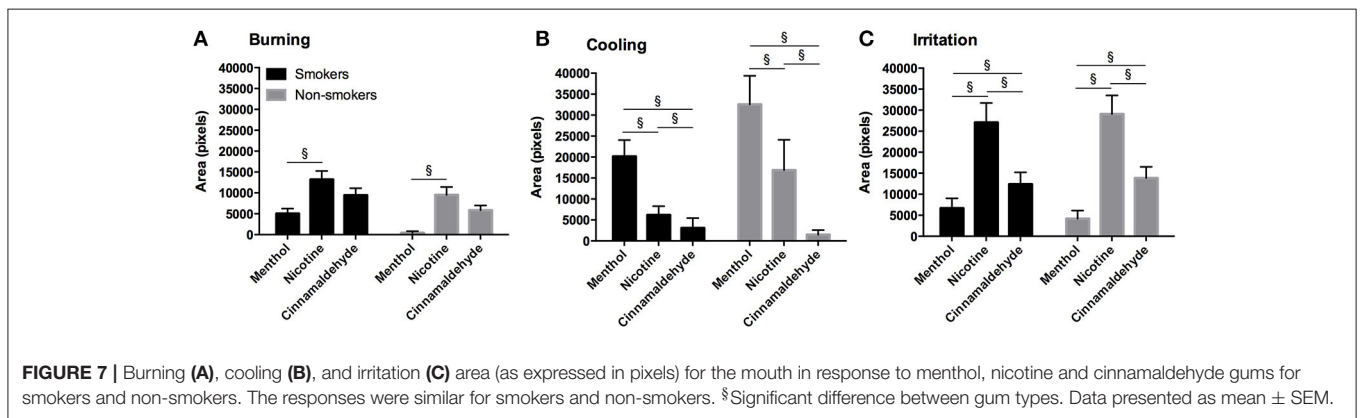 A Burning
Smokers
Non-smokers
Area (pixels)
40000
35000
30000
25000
20000
15000
10000
5000
0
§
§
Menthol
Nicotine
Cinnamaldehyde
Menthol
Nicotine
Cinnamaldehyde
B Cooling
Area (pixels)
40000
35000
30000
25000
20000
15000
10000
5000
0
§
§
§
§
§
§
Menthol
Nicotine
Cinnamaldehyde
Menthol
Nicotine
Cinnamaldehyde
C Irritation
Area (pixels)
40000
35000
30000
25000
20000
15000
10000
5000
0
§
§
§
§
§
§
Menthol
Nicotine
Cinnamaldehyde
Menthol
Nicotine
Cinnamaldehyde
FIGURE 7 | Burning (A), cooling (B), and irritation (C) area (as expressed in pixels) for the mouth in response to menthol, nicotine and cinnamaldehyde gums for
smokers and non-smokers. The responses were similar for smokers and non-smokers. §Significant difference between gum types. Data presented as mean ± SEM.